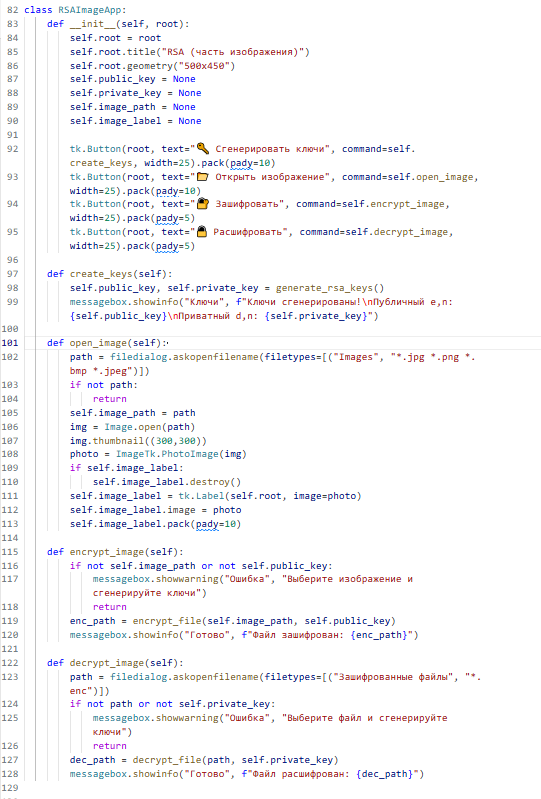 82 class RSAImageApp:
83 def __init__(self, root):
84 self.root = root
85 self.root.title("RSA (часть изображения)")
86 self.root.geometry("500x450")
87 self.public_key = None
88 self.private_key = None
89 self.image_path = None
90 self.image_label = None
91
92 tk.Button(root, text="🔑 Сгенерировать ключи", command=self.
create_keys, width=25).pack(pady=10)
93 tk.Button(root, text="📂 Открыть изображение", command=self.open_image,
width=25).pack(pady=10)
94 tk.Button(root, text="🔐 Зашифровать", command=self.encrypt_image,
width=25).pack(pady=5)
95 tk.Button(root, text="🔒 Расшифровать", command=self.decrypt_image,
width=25).pack(pady=5)
96
97 def create_keys(self):
98 self.public_key, self.private_key = generate_rsa_keys()
99 messagebox.showinfo("Ключи", f"Ключи сгенерированы!\nПубличный e,n:
{self.public_key}\nПриватный d,n: {self.private_key}")
100
101 def open_image(self):
102 path = filedialog.askopenfilename(filetypes=[("Images", "*.jpg *.png *.
bmp *.jpeg")])
103 if not path:
104 return
105 self.image_path = path
106 img = Image.open(path)
107 img.thumbnail((300,300))
108 photo = ImageTk.PhotoImage(img)
109 if self.image_label:
110 self.image_label.destroy()
111 self.image_label = tk.Label(self.root, image=photo)
112 self.image_label.image = photo
113 self.image_label.pack(pady=10)
114
115 def encrypt_image(self):
116 if not self.image_path or not self.public_key:
117 messagebox.showwarning("Ошибка", "Выберите изображение и
сгенерируйте ключи")
118 return
119 enc_path = encrypt_file(self.image_path, self.public_key)
120 messagebox.showinfo("Готово", f"Файл зашифрован: {enc_path}")
121
122 def decrypt_image(self):
123 path = filedialog.askopenfilename(filetypes=[("Зашифрованные файлы", "*.
enc")])
124 if not path or not self.private_key:
125 messagebox.showwarning("Ошибка", "Выберите файл и сгенерируйте
ключи")
126 return
127 dec_path = decrypt_file(path, self.private_key)
128 messagebox.showinfo("Готово", f"Файл расшифрован: {dec_path}")
129